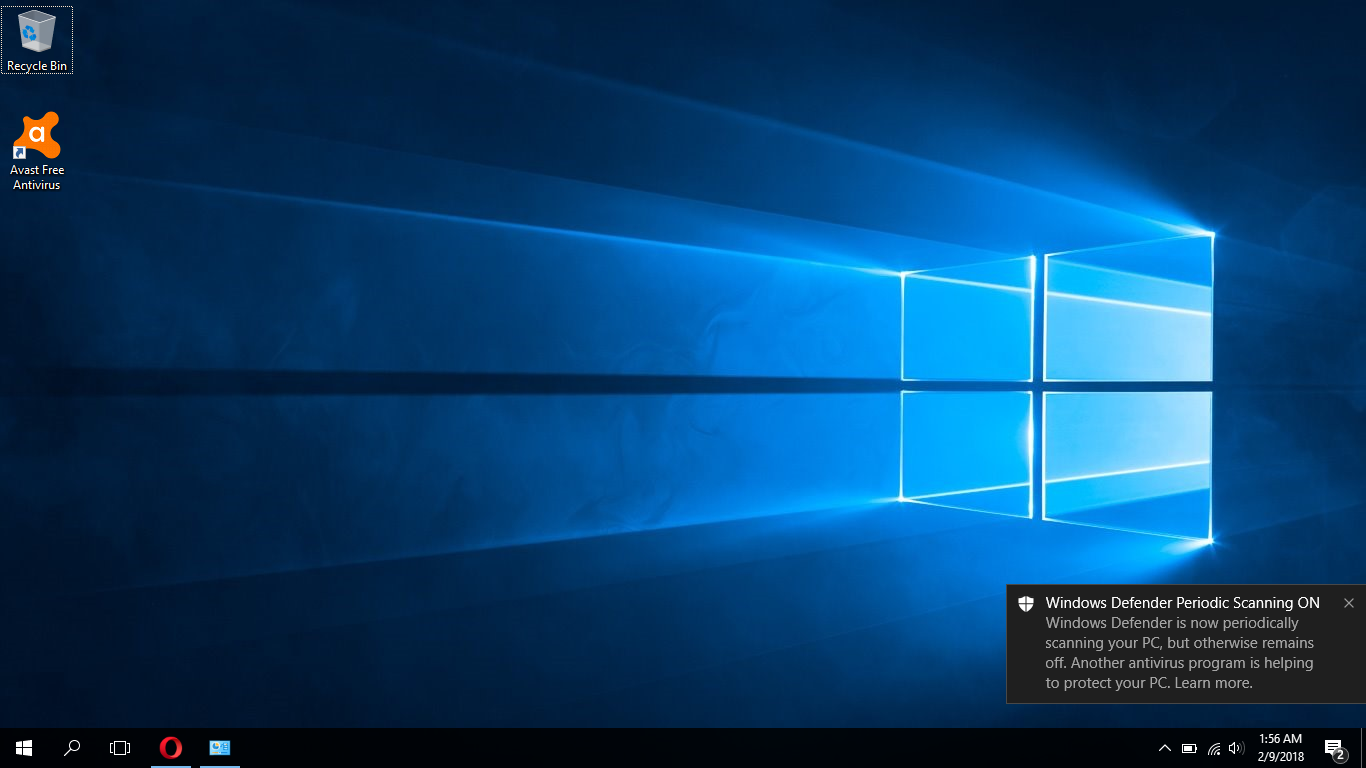 Recycle Bin
a
Avast Free
Antivirus
Windows Defender Periodic Scanning ON
Windows Defender is now periodically
scanning your PC, but otherwise remains
off. Another antivirus program is helping
to protect your PC. Learn more.
1:56 AM
2/9/2018
2